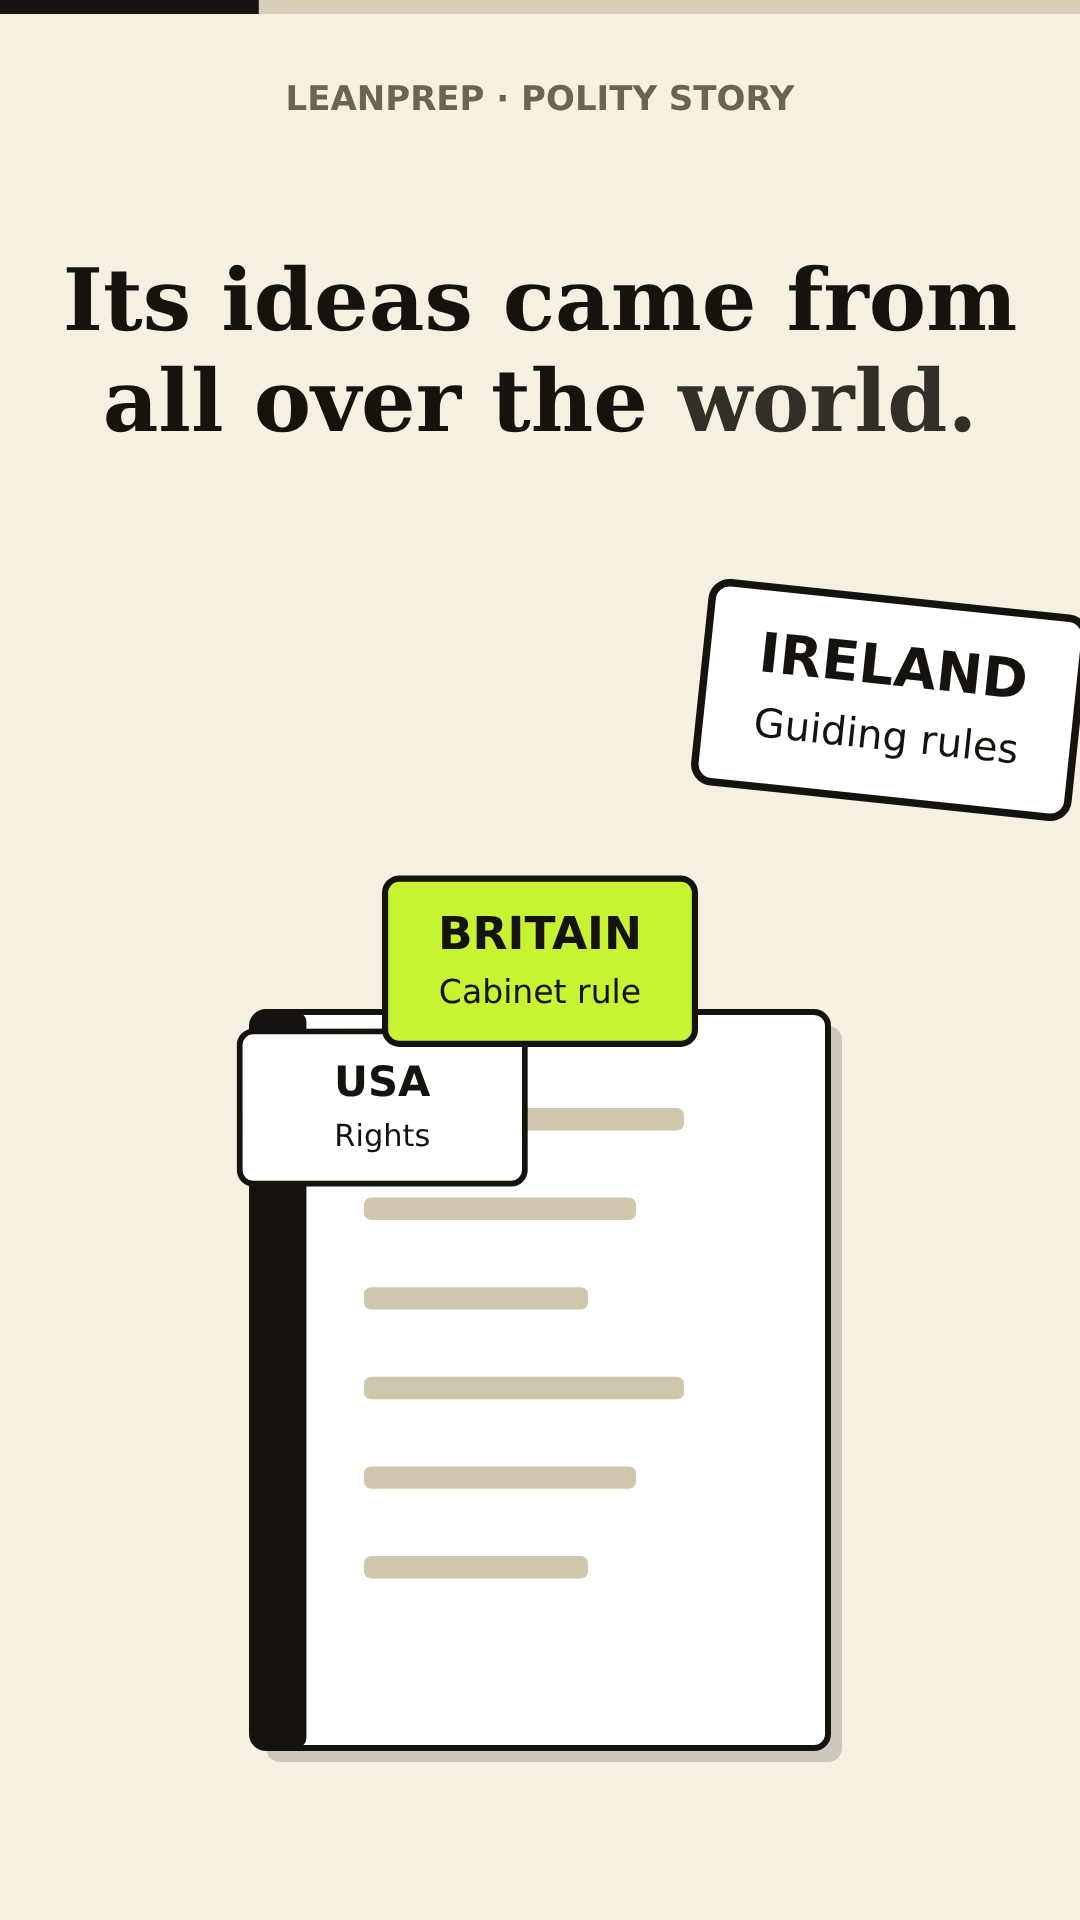 LEANPREP · POLITY STORY
Its ideas came from
all over the world.
IRELAND
Guiding rules
BRITAIN
Cabinet rule
USA
Rights